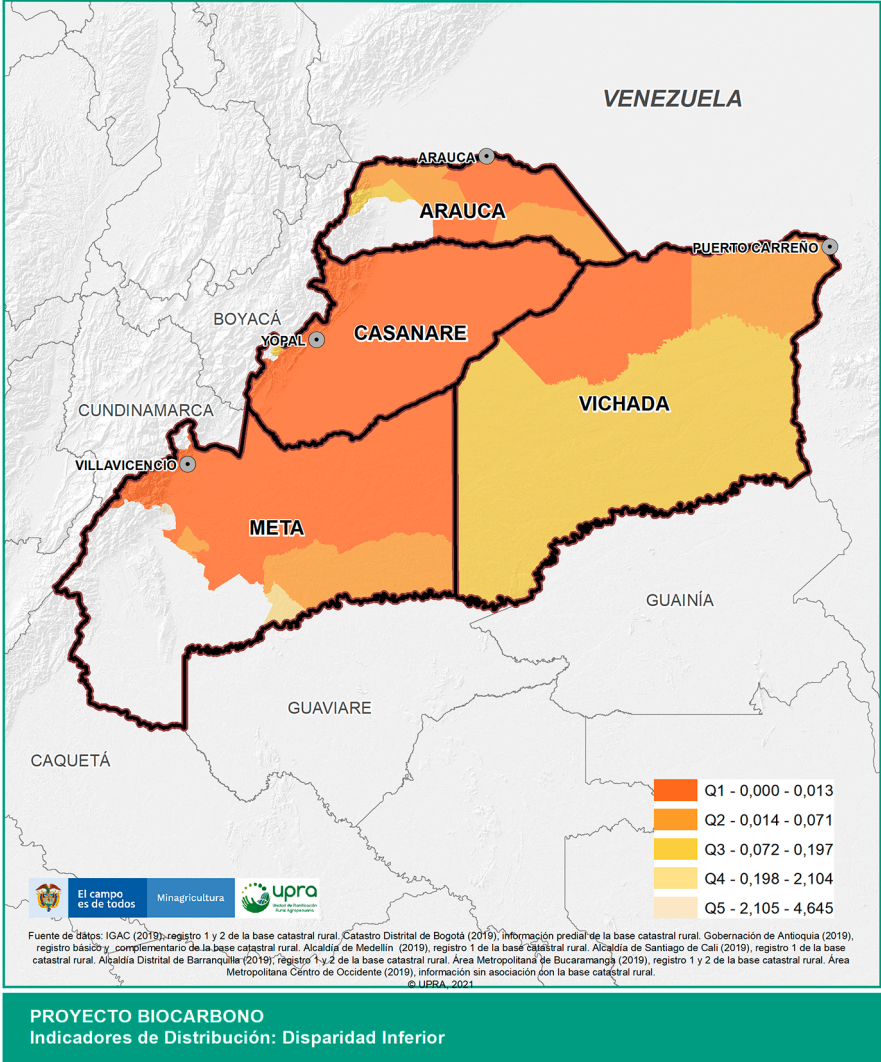 VENEZUELA
ARAUCA
ARAUCA
PUERTO CARREÑO
BOYACÁ
YOPAL
CASANARE
CUNDINAMARCA
VICHADA
VILLAVICENCIO
META
GUAINÍA
GUAVIARE
CAQUETÁ
Q1 - 0,000 - 0,013
Q2 - 0,014 - 0,071
Q3 - 0,072 - 0,197
Q4 - 0,198 - 2,104
Q5 - 2,105 - 4,645
El campo
es de todos
Minagricultura
upra
Unidad de Planificación
Rural Agropecuaria
Fuente de datos: IGAC (2019), registro 1 y 2 de la base catastral rural. Catastro Distrital de Bogotá (2019), información predial de la base catastral rural. Gobernación de Antioquia (2019),
registro básico y complementario de la base catastral rural. Alcaldía de Medellín (2019), registro 1 de la base catastral rural. Alcaldía de Santiago de Cali (2019), registro 1 de la base
catastral rural. Alcaldía Distrital de Barranquilla (2019), registro 1 y 2 de la base catastral rural. Área Metropolitana de Bucaramanga (2019), registro 1 y 2 de la base catastral rural. Área
Metropolitana Centro de Occidente (2019), información sin asociación con la base catastral rural.
© UPRA, 2021
PROYECTO BIOCARBONO
Indicadores de Distribución: Disparidad Inferior